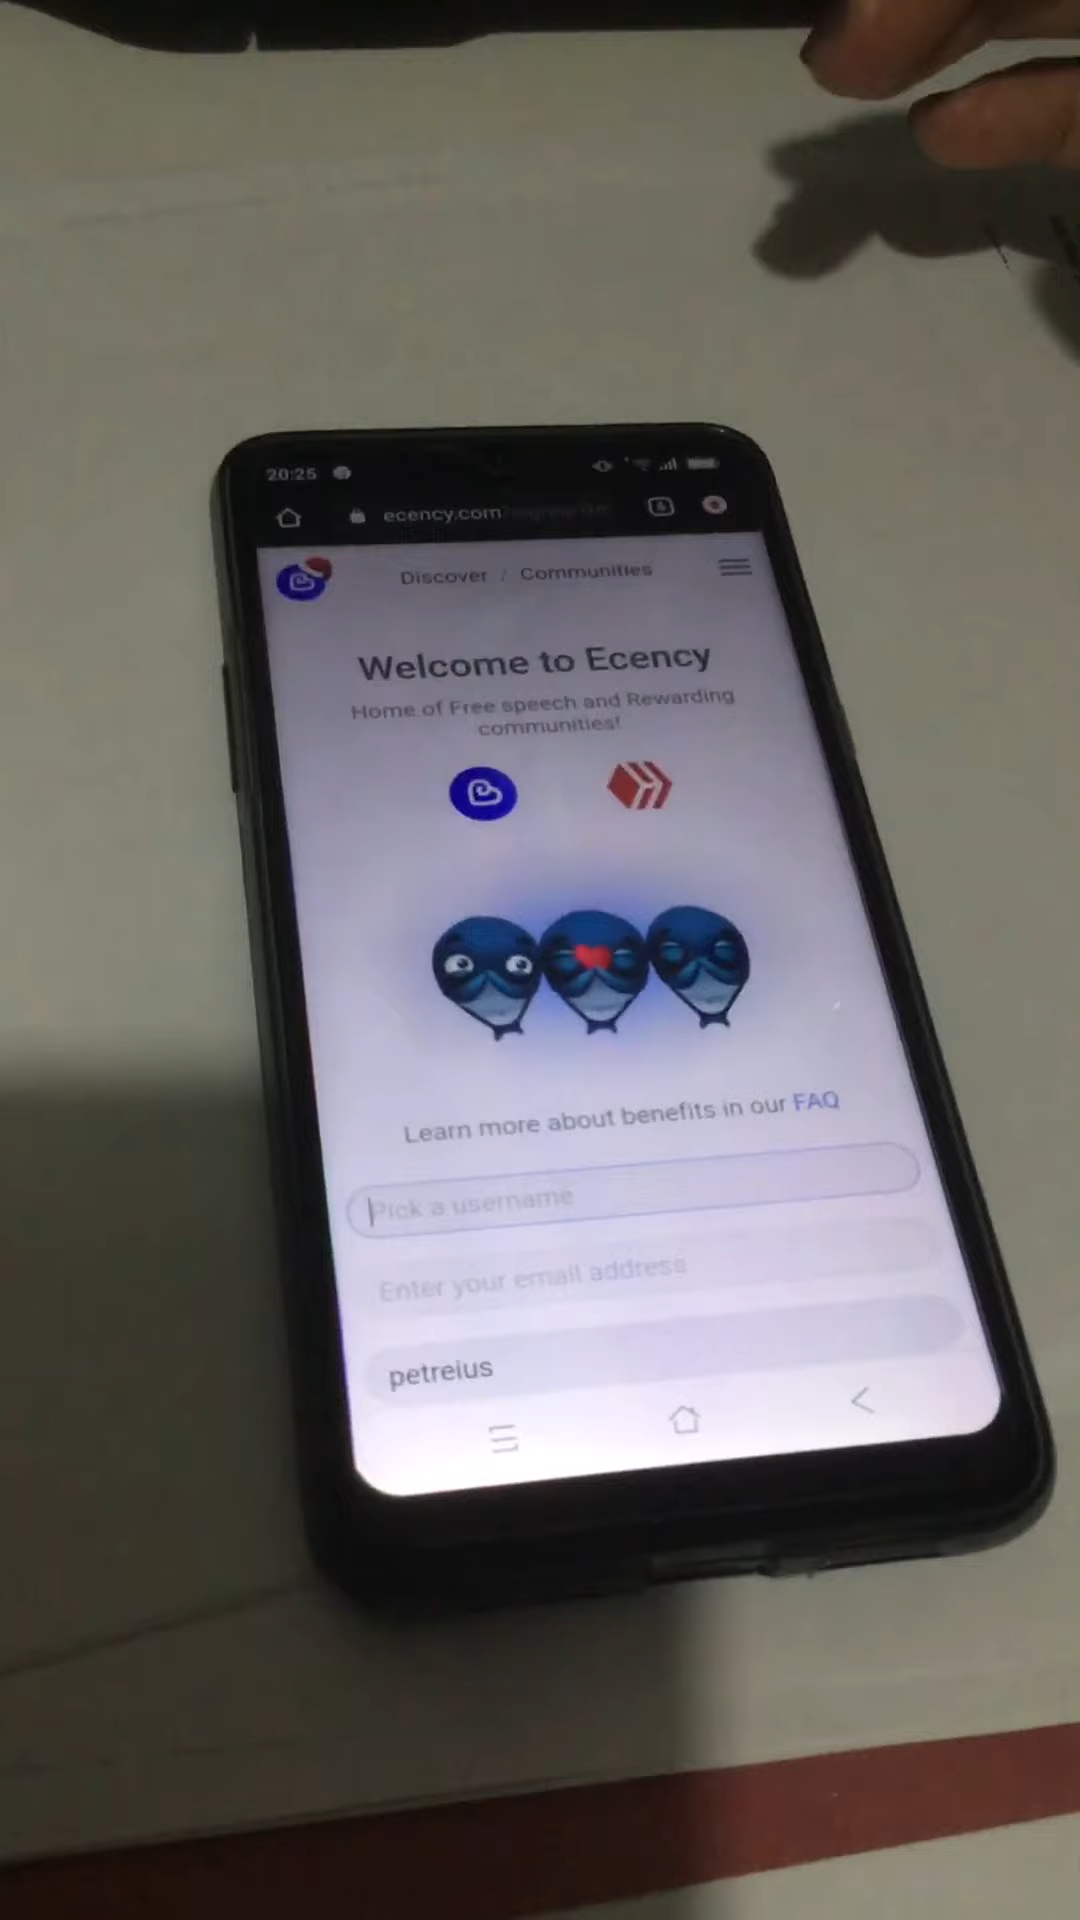 20:25
ecency.com
Discover / Communities
Welcome to Ecency
Home of Free speech and Rewarding
communities!
Learn more about benefits in our FAQ
Pick a username
Enter your email address
petreius